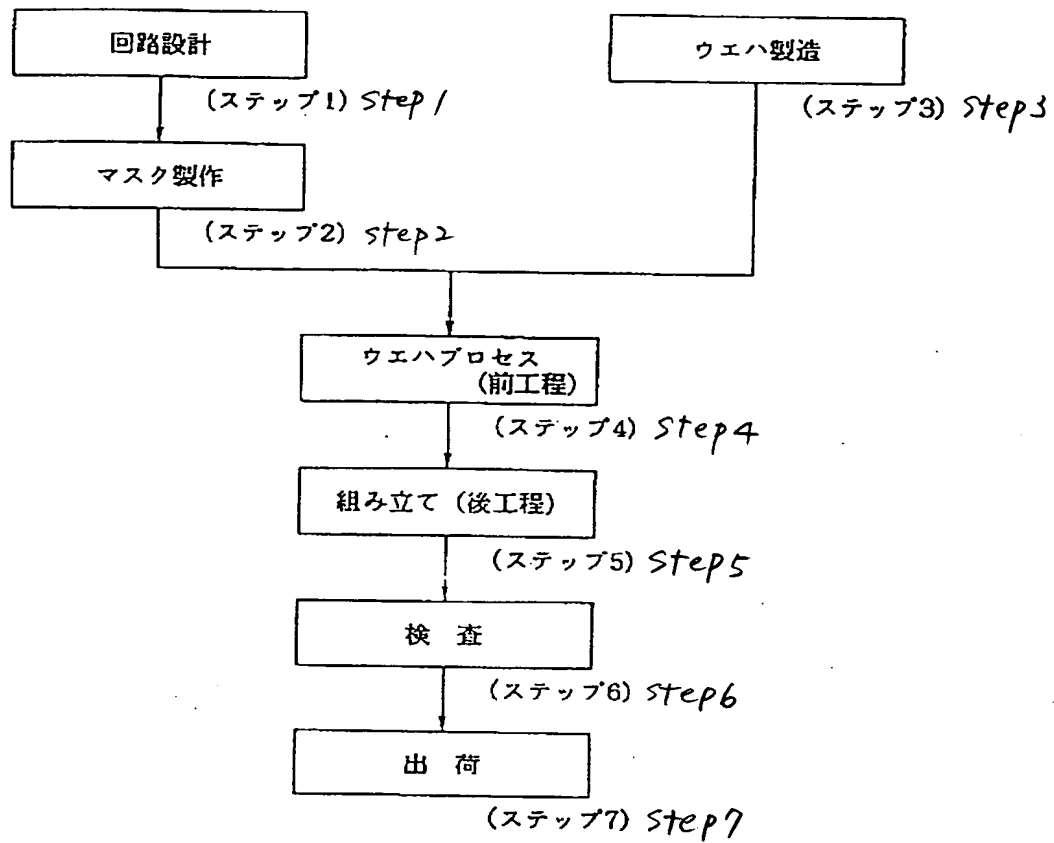 回路設計
ウエハ製造
(ステップ1) Step1
(ステップ3) Step3
マスク製作
(ステップ2) Step2
ウエハプロセス
(前工程)
(ステップ4) Step4
組み立て (後工程)
(ステップ5) Step5
検 査
(ステップ6) Step6
出 荷
(ステップ7) Step7